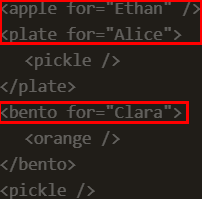 <apple for="Ethan" />
<plate for="Alice">
<pickle />
</plate>
<bento for="Clara">
<orange />
</bento>
<pickle />